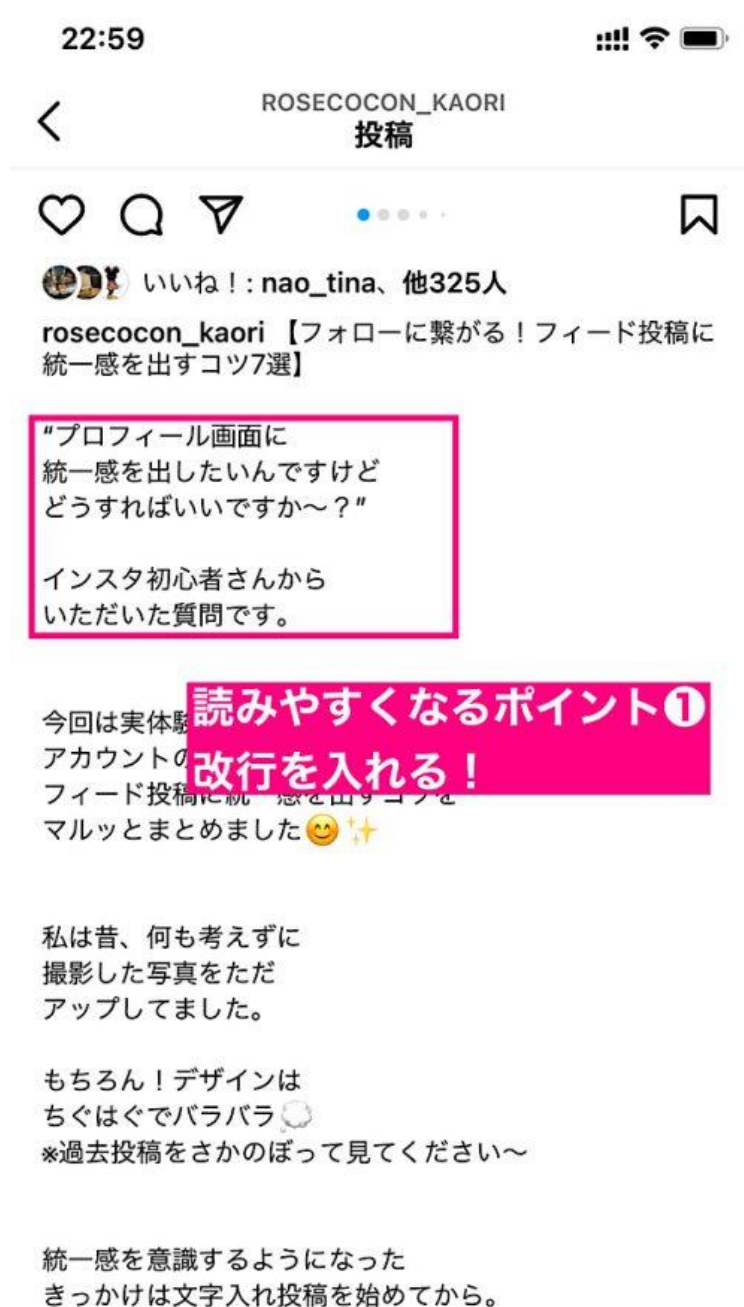 22:59
ROSECOCON_KAORI
投稿
いいね！: nao_tina、他325人
rosecocon_kaori 【フォローに繋がる！フィード投稿に
統一感を出すコツ7選】
"プロフィール画面に
統一感を出したいんですけど
どうすればいいですか〜？"
インスタ初心者さんから
いただいた質問です。
読みやすくなるポイント❶
改行を入れる！
今回は実体験
アカウントの
フィード投稿に統一感を出すコツを
マルッとまとめました😊✨
私は昔、何も考えずに
撮影した写真をただ
アップしてました。
もちろん！デザインは
ちぐはぐでバラバラ💭
※過去投稿をさかのぼって見てください〜
統一感を意識するようになった
きっかけは文字入れ投稿を始めてから。